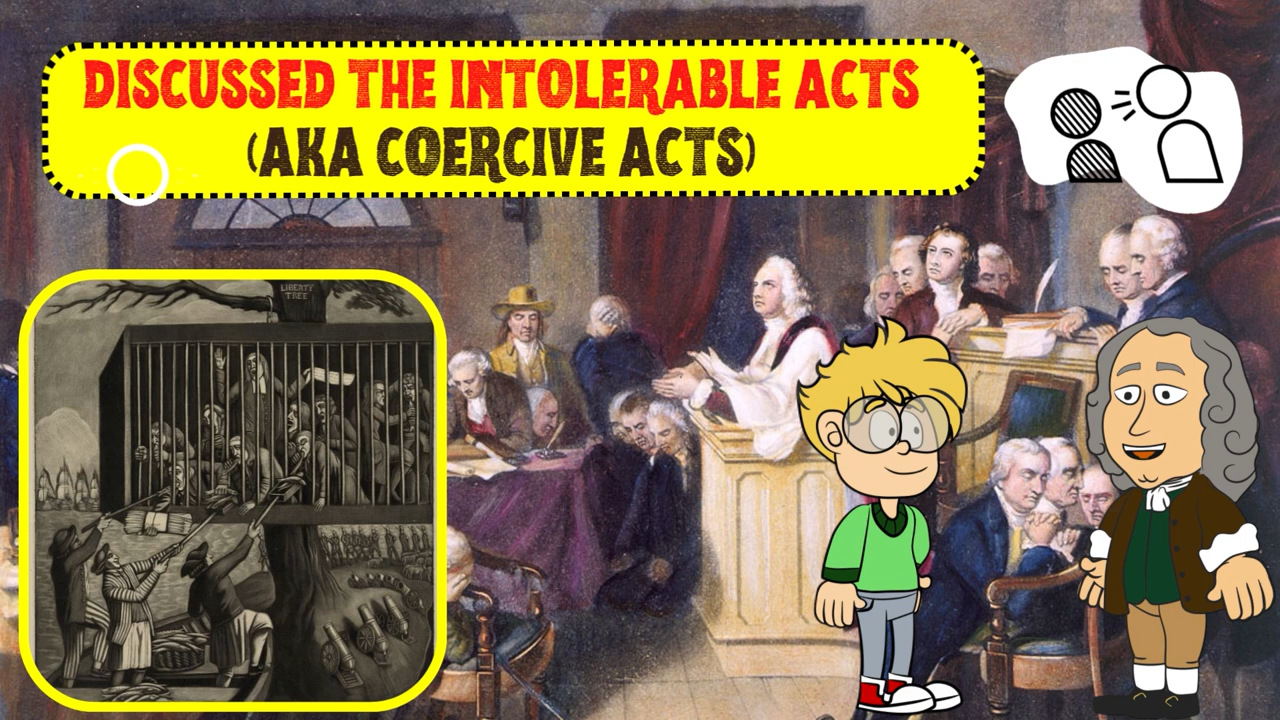 DISCUSSED THE INTOLERABLE ACTS
(AKA COERCIVE ACTS)
LIBERTY
TREE